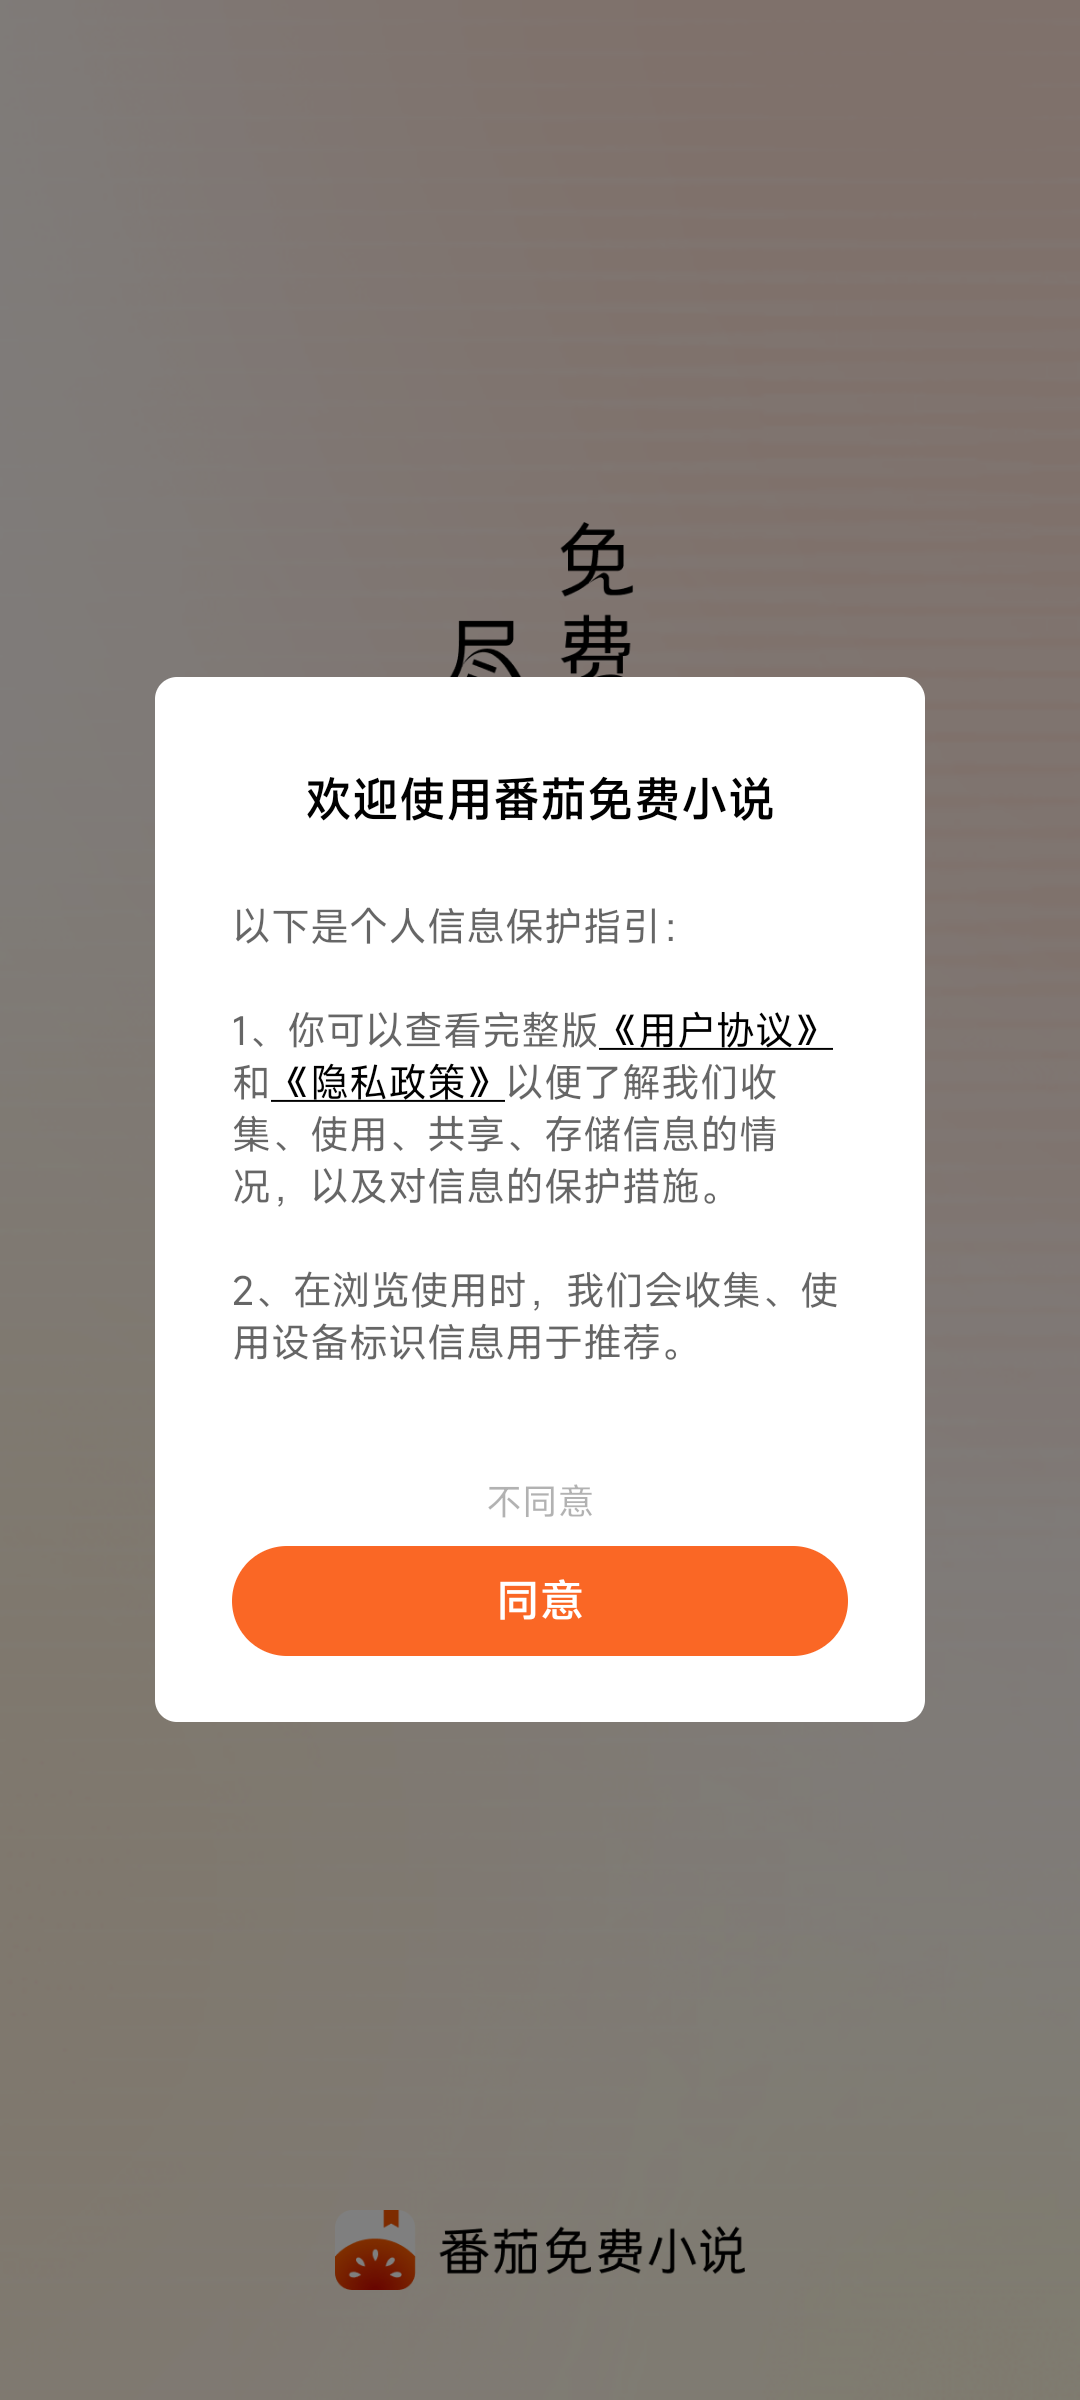 免费
尽
欢迎使用番茄免费小说
以下是个人信息保护指引：
1、你可以查看完整版《用户协议》
和《隐私政策》以便了解我们收
集、使用、共享、存储信息的情
况，以及对信息的保护措施。
2、在浏览使用时，我们会收集、使
用设备标识信息用于推荐。
不同意
同意
番茄免费小说